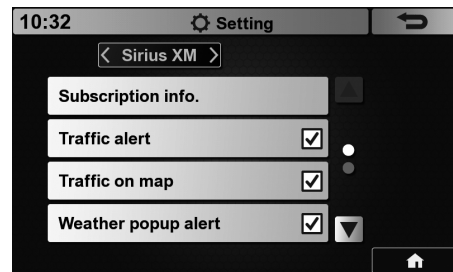 10:32 Setting
Sirius XM
Subscription info.
Traffic alert
Traffic on map
Weather popup alert